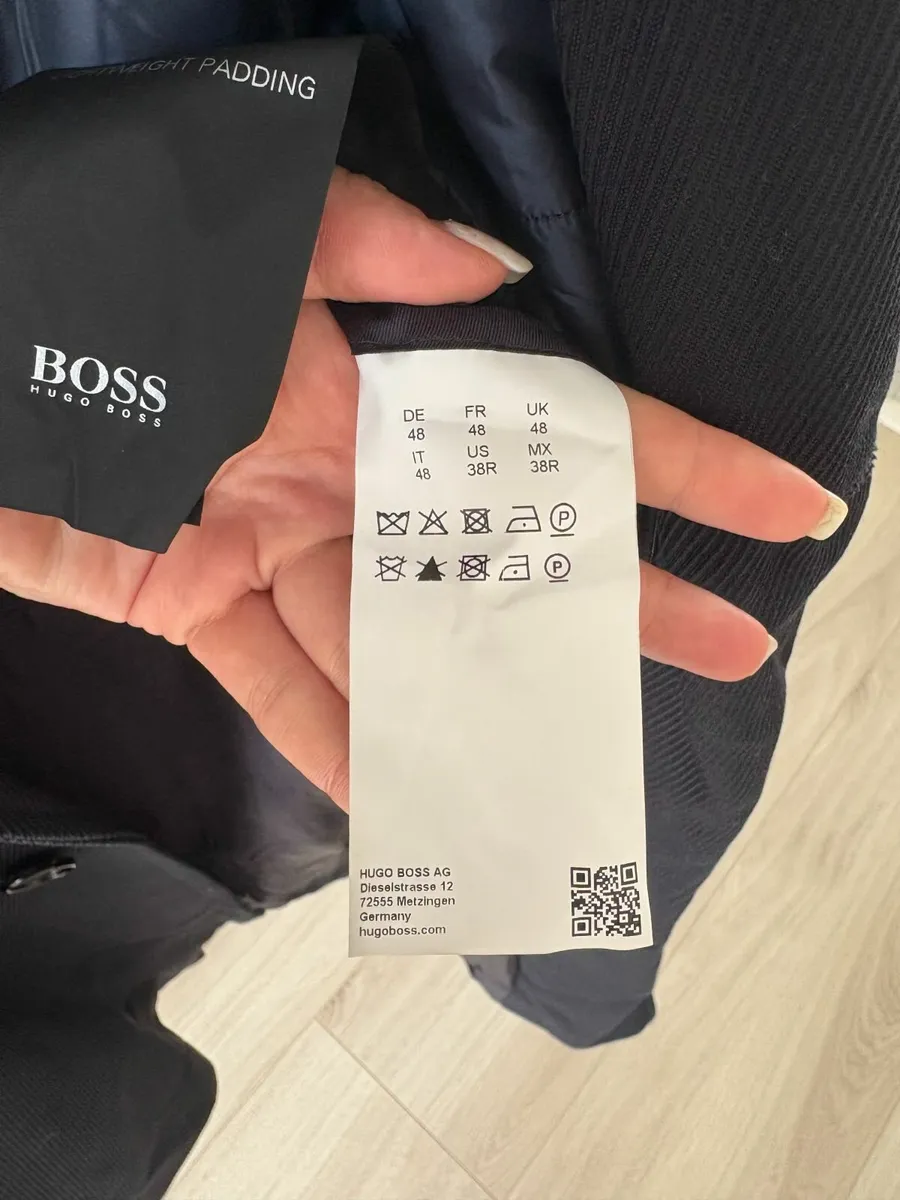 PADDING
BOSS
HUGO BOSS
DE FR UK
48 48 48
IT US MX
48 38R 38R
P
P
HUGO BOSS AG
Dieselstrasse 12
72555 Metzingen
Germany
hugoboss.com